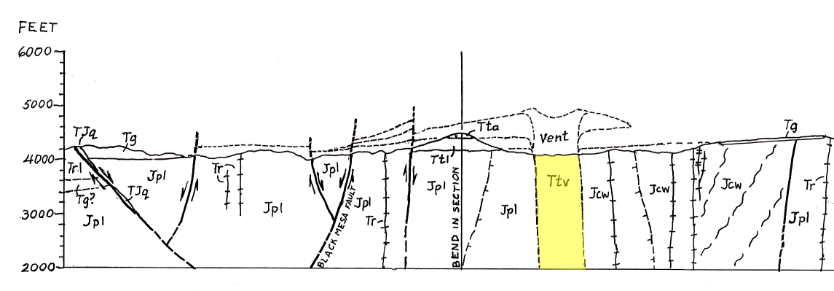 FEET
6000
5000
4000
3000
2000
TJq
Tg
Trl
Tg?
Jpl
TJq
Jpl
Tr
Jpl
Jpl
BLACK MESA FAULT
Jpl
Tr
Jpl
Ttl
Tta
BEND IN SECTION
Jpl
Vent
Ttv
Jcw
Jcw
Jcw
Tg
Jpl
Tr